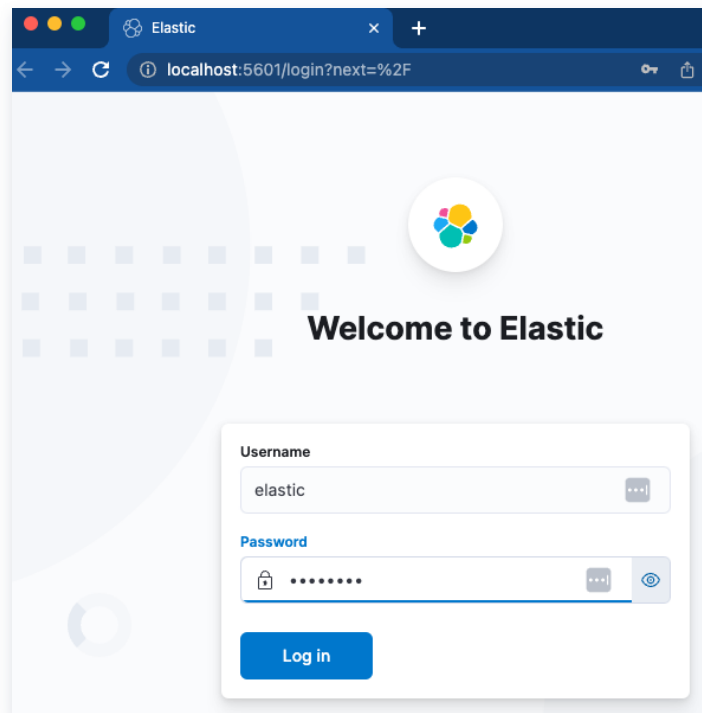 Elastic
localhost:5601/login?next=%2F
Welcome to Elastic
Username
elastic
Password
••••••••
Log in